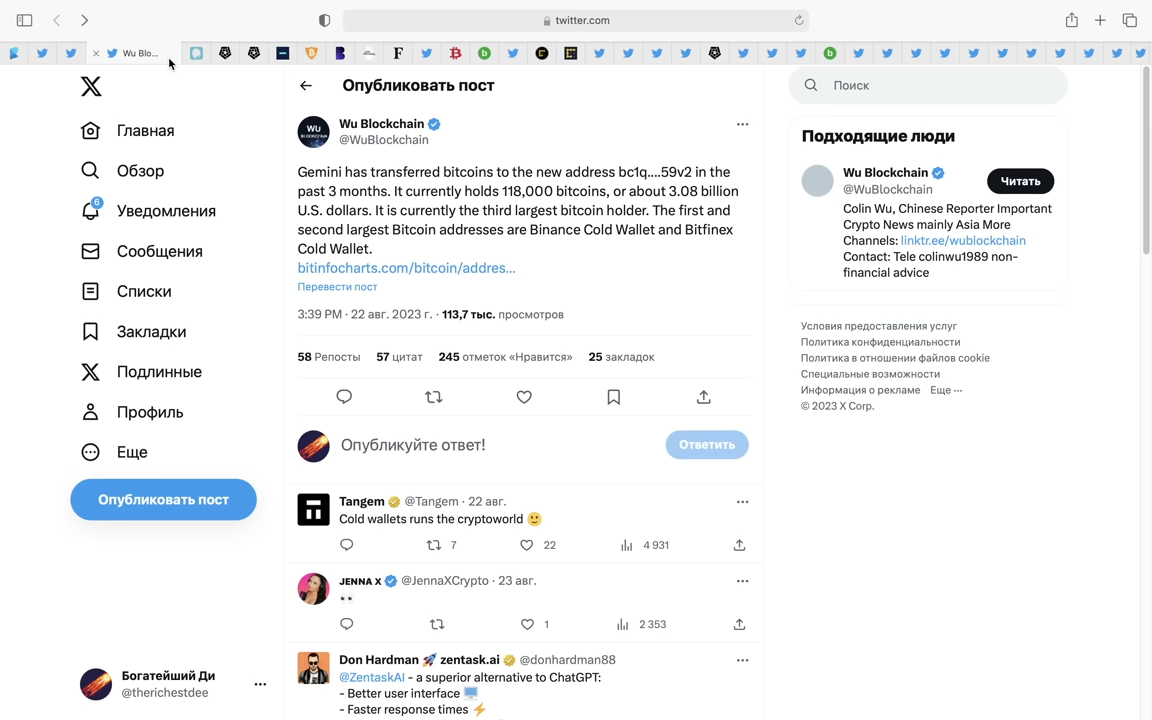 twitter.com
Wu Blo...
Главная
Обзор
6
Уведомления
Сообщения
Списки
Закладки
Подлинные
Профиль
Еще
Опубликовать пост
Богатейший Ди
@therichestdee
Опубликовать пост
WU
BLOCKCHAIN
Wu Blockchain
@WuBlockchain
Gemini has transferred bitcoins to the new address bc1q....59v2 in the
past 3 months. It currently holds 118,000 bitcoins, or about 3.08 billion
U.S. dollars. It is currently the third largest bitcoin holder. The first and
second largest Bitcoin addresses are Binance Cold Wallet and Bitfinex
Cold Wallet.
bitinfocharts.com/bitcoin/addres...
Перевести пост
3:39 PM · 22 авг. 2023 г. · 113,7 тыс. просмотров
58 Репосты 57 цитат 245 отметок «Нравится» 25 закладок
Опубликуйте ответ!
Ответить
Tangem @Tangem · 22 авг.
Cold wallets runs the cryptoworld 🙂
7 22 4 931
JENNA X @JennaXCrypto · 23 авг.
👀
1 2 353
Don Hardman 🚀 zentask.ai @donhardman88
@ZentaskAI - a superior alternative to ChatGPT:
- Better user interface 🖥️
- Faster response times ⚡
Поиск
Подходящие люди
Wu Blockchain
@WuBlockchain
Читать
Colin Wu, Chinese Reporter Important
Crypto News mainly Asia More
Channels: linktr.ee/wublockchain
Contact: Tele colinwu1989 non-
financial advice
Условия предоставления услуг
Политика конфиденциальности
Политика в отношении файлов cookie
Специальные возможности
Информация о рекламе Еще ···
© 2023 X Corp.